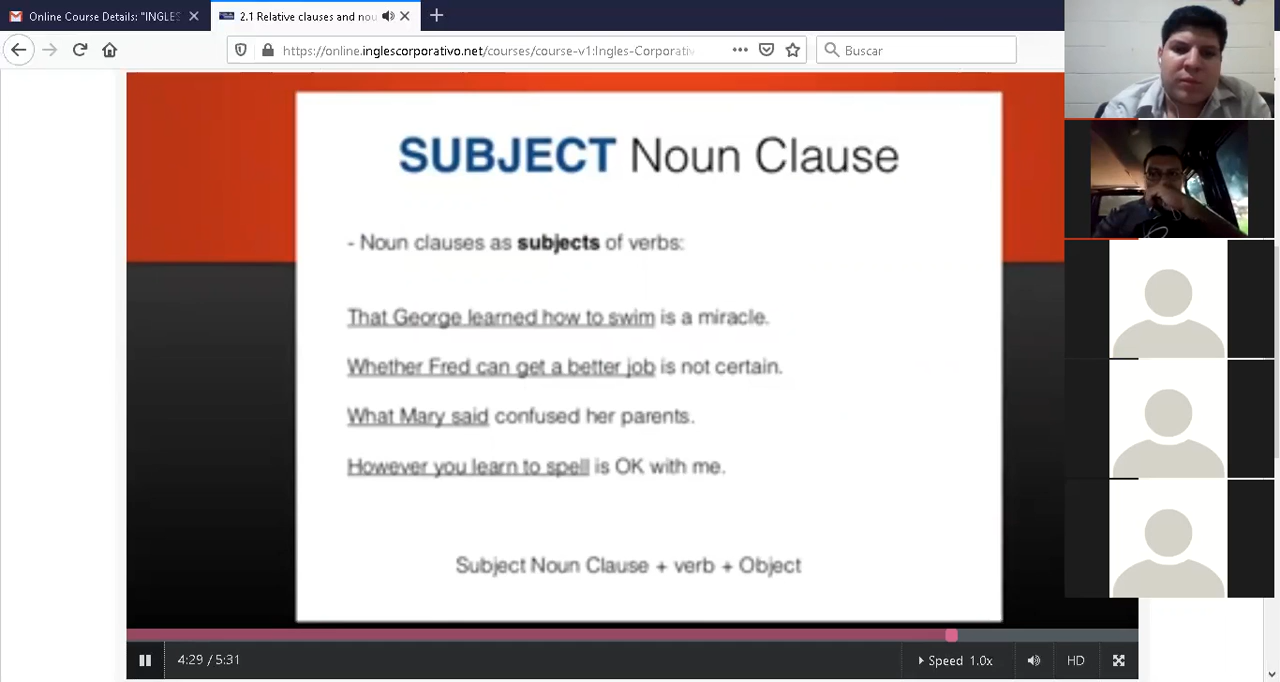 Online Course Details: "INGLES
2.1 Relative clauses and nou
https://online.inglescorporativo.net/courses/course-v1:Ingles-Corporativ
Buscar
SUBJECT Noun Clause
- Noun clauses as subjects of verbs:
That George learned how to swim is a miracle.
Whether Fred can get a better job is not certain.
What Mary said confused her parents.
However you learn to spell is OK with me.
Subject Noun Clause + verb + Object
4:29 / 5:31
Speed 1.0x
HD